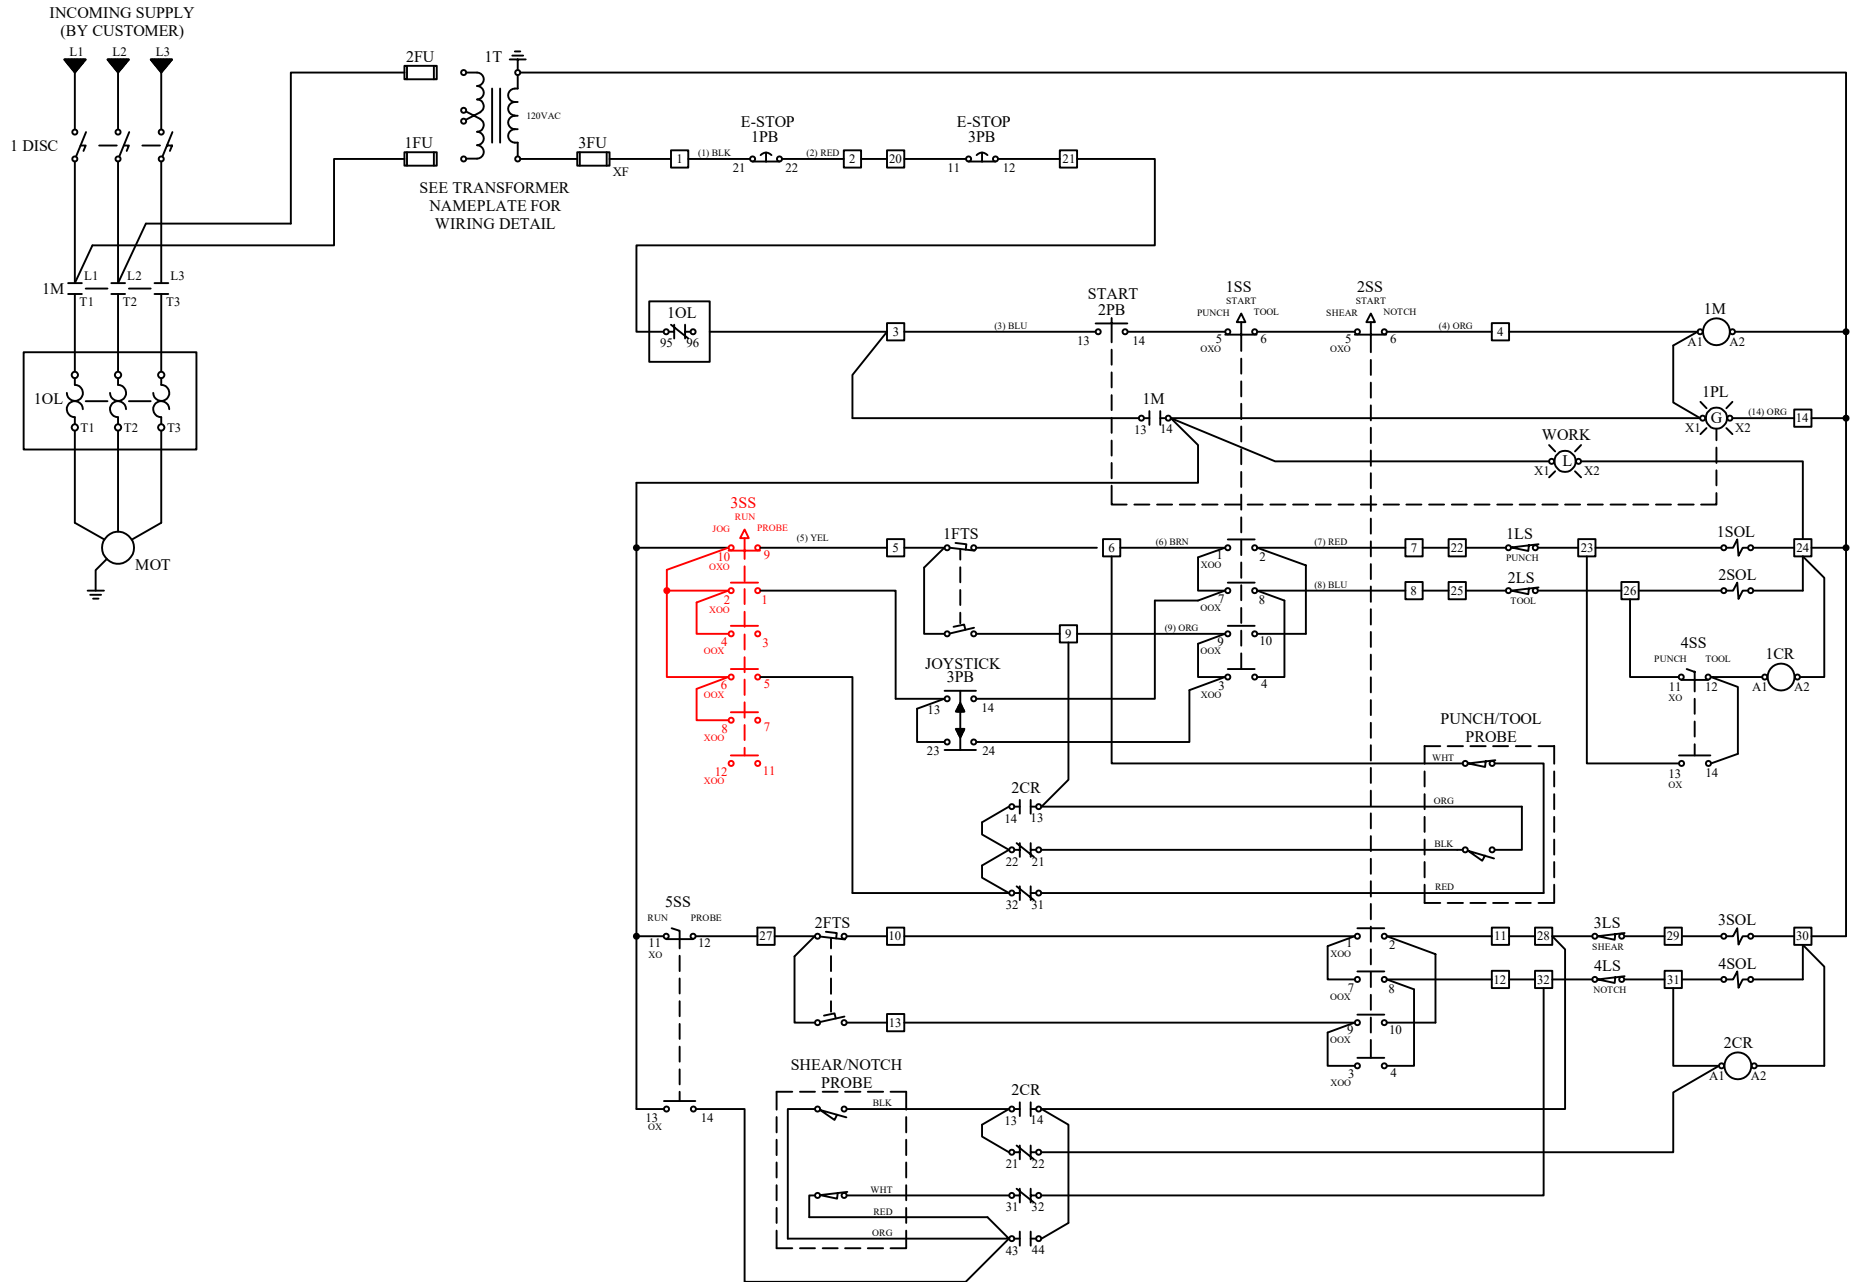 INCOMING SUPPLY
(BY CUSTOMER)
L1 L2 L3
1 DISC
2FU 1T
120VAC
1FU 3FU
XF
SEE TRANSFORMER
NAMEPLATE FOR
WIRING DETAIL
E-STOP
1PB
E-STOP
3PB
1 (1) BLK 21 22 (2) RED 2 20 11 12 21
1M L1 L2 L3
T1 T2 T3
1OL
T1 T2 T3
MOT
1OL
95 96
3 (3) BLU
START
2PB
13 14
1SS
START
PUNCH TOOL
5 6
OXO
2SS
START
SHEAR NOTCH
5 6
OXO
(4) ORG 4
1M
A1 A2
1M
13 14
1PL
G
X1 X2
(14) ORG 14
WORK
L
X1 X2
3SS
RUN
JOG PROBE
10 9
OXO
2 1
XOO
4 3
OOX
6 5
OOX
8 7
XOO
12 11
XOO
(5) YEL 5
1FTS
6 (6) BRN
1 2
XOO
7 8
OOX
9 10
OOX
3 4
XOO
9 (9) ORG
(7) RED 7 22
1LS
PUNCH
23
1SOL
24
(8) BLU 8 25
2LS
TOOL
26
2SOL
JOYSTICK
3PB
13 14
23 24
4SS
PUNCH TOOL
11 12
XO
13 14
OX
1CR
A1 A2
PUNCH/TOOL
PROBE
WHT
ORG
BLK
RED
2CR
14 13
22 21
32 31
5SS
RUN PROBE
11 12
XO
13 14
OX
27
2FTS
10
13
1 2
XOO
7 8
OOX
9 10
OOX
3 4
XOO
11 28
3LS
SHEAR
29
3SOL
30
12 32
4LS
NOTCH
31
4SOL
2CR
A1 A2
SHEAR/NOTCH
PROBE
BLK
WHT
RED
ORG
2CR
13 14
21 22
31 32
43 44